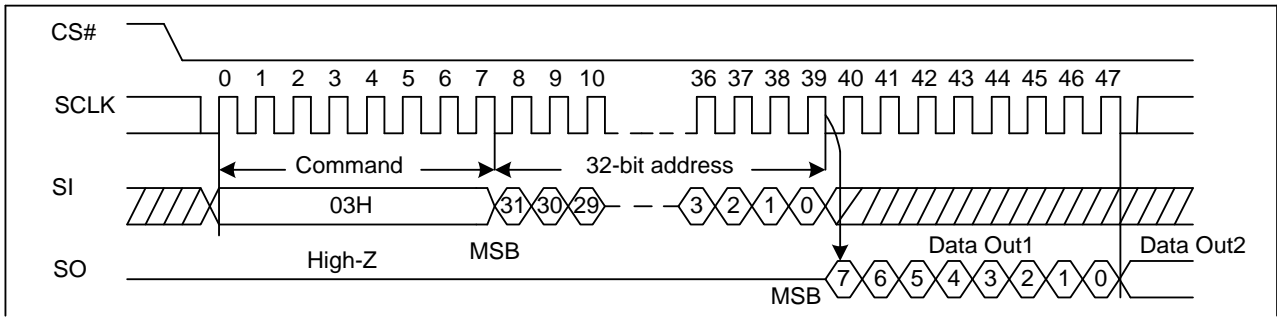 CS#
0 1 2 3 4 5 6 7 8 9 10 36 37 38 39 40 41 42 43 44 45 46 47
SCLK
Command 32-bit address
SI
03H 31 30 29 3 2 1 0
High-Z MSB Data Out1 Data Out2
SO
MSB 7 6 5 4 3 2 1 0